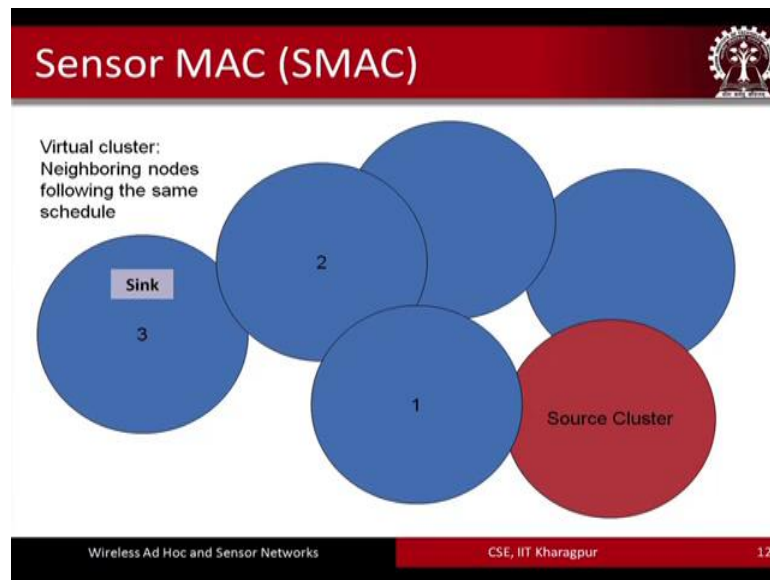 Sensor MAC (SMAC)
Virtual cluster:
Neighboring nodes
following the same
schedule
2
Sink
3
1
Source Cluster
Wireless Ad Hoc and Sensor Networks
CSE, IIT Kharagpur
12